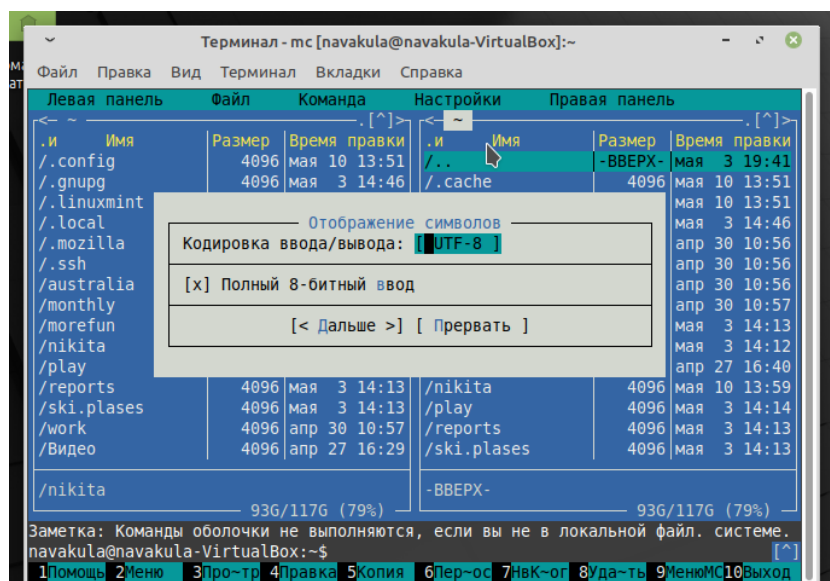 ма
ат
Терминал - mc [navakula@navakula-VirtualBox]:~
Файл Правка Вид Терминал Вкладки Справка
Левая панель Файл Команда Настройки Правая панель
<— ~ .[^]> <— ~ .[^]>
.и Имя Размер Время правки .и Имя Размер Время правки
/.config 4096 мая 10 13:51 /.. -ВВЕРХ- мая 3 19:41
/.gnupg 4096 мая 3 14:46 /.cache 4096 мая 10 13:51
/.linuxmint мая 10 13:51
/.local Отображение символов мая 3 14:46
/.mozilla Кодировка ввода/вывода: [ UTF-8 ] апр 30 10:56
/.ssh апр 30 10:56
/australia [x] Полный 8-битный ввод апр 30 10:56
/monthly апр 30 10:57
/morefun [< Дальше >] [ Прервать ] мая 3 14:13
/nikita мая 3 14:12
/play апр 27 16:40
/reports 4096 мая 3 14:13 /nikita 4096 мая 10 13:59
/ski.plases 4096 мая 3 14:13 /play 4096 мая 3 14:14
/work 4096 апр 30 10:57 /reports 4096 мая 3 14:13
/Видео 4096 апр 27 16:29 /ski.plases 4096 мая 3 14:13
/nikita -ВВЕРХ-
93G/117G (79%) 93G/117G (79%)
Заметка: Команды оболочки не выполняются, если вы не в локальной файл. системе.
navakula@navakula-VirtualBox:~$ [^]
1Помощь 2Меню 3Про~тр 4Правка 5Копия 6Пер~ос 7НвК~ог 8Уда~ть 9МенюMC 10Выход